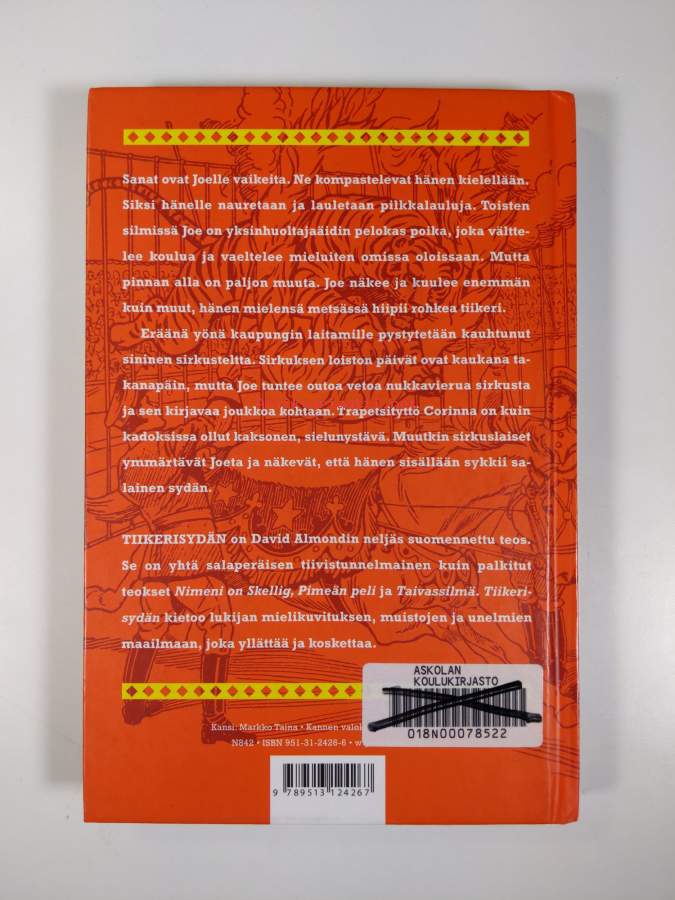 Sanat ovat Joelle vaikeita. Ne kompastelevat hänen kielellään.
Siksi hänelle nauretaan ja lauletaan pilkkalauluja. Toisten
silmissä Joe on yksinhuoltajaäidin pelokas poika, joka vältte-
lee koulua ja vaeltelee mieluiten omissa oloissaan. Mutta
pinnan alla on paljon muuta. Joe näkee ja kuulee enemmän
kuin muut, hänen mielensä metsässä hiipii rohkea tiikeri.
Eräänä yönä kaupungin laitamille pystytetään kauhtunut
sininen sirkusteltta. Sirkuksen loiston päivät ovat kaukana ta-
kanapäin, mutta Joe tuntee outoa vetoa nukkavierua sirkusta
ja sen kirjavaa joukkoa kohtaan. Trapetsityttö Corinna on kuin
kadoksissa ollut kaksonen, sielunystävä. Muutkin sirkuslaiset
ymmärtävät Joeta ja näkevät, että hänen sisällään sykkii sa-
lainen sydän.
TIIKERISYDÄN on David Almondin neljäs suomennettu teos.
Se on yhtä salaperäisen tiivistunnelmainen kuin palkitut
teokset Nimeni on Skellig, Pimeän peli ja Taivassilmä. Tiikeri-
sydän kietoo lukijan mielikuvituksen, muistojen ja unelmien
maailmaan, joka yllättää ja koskettaa.
ASKOLAN
KOULUKIRJASTO
018N00078522
Kansi: Markko Taina • Kannen
N842 • ISBN 951-31-2426-6 •
9 789513 124267